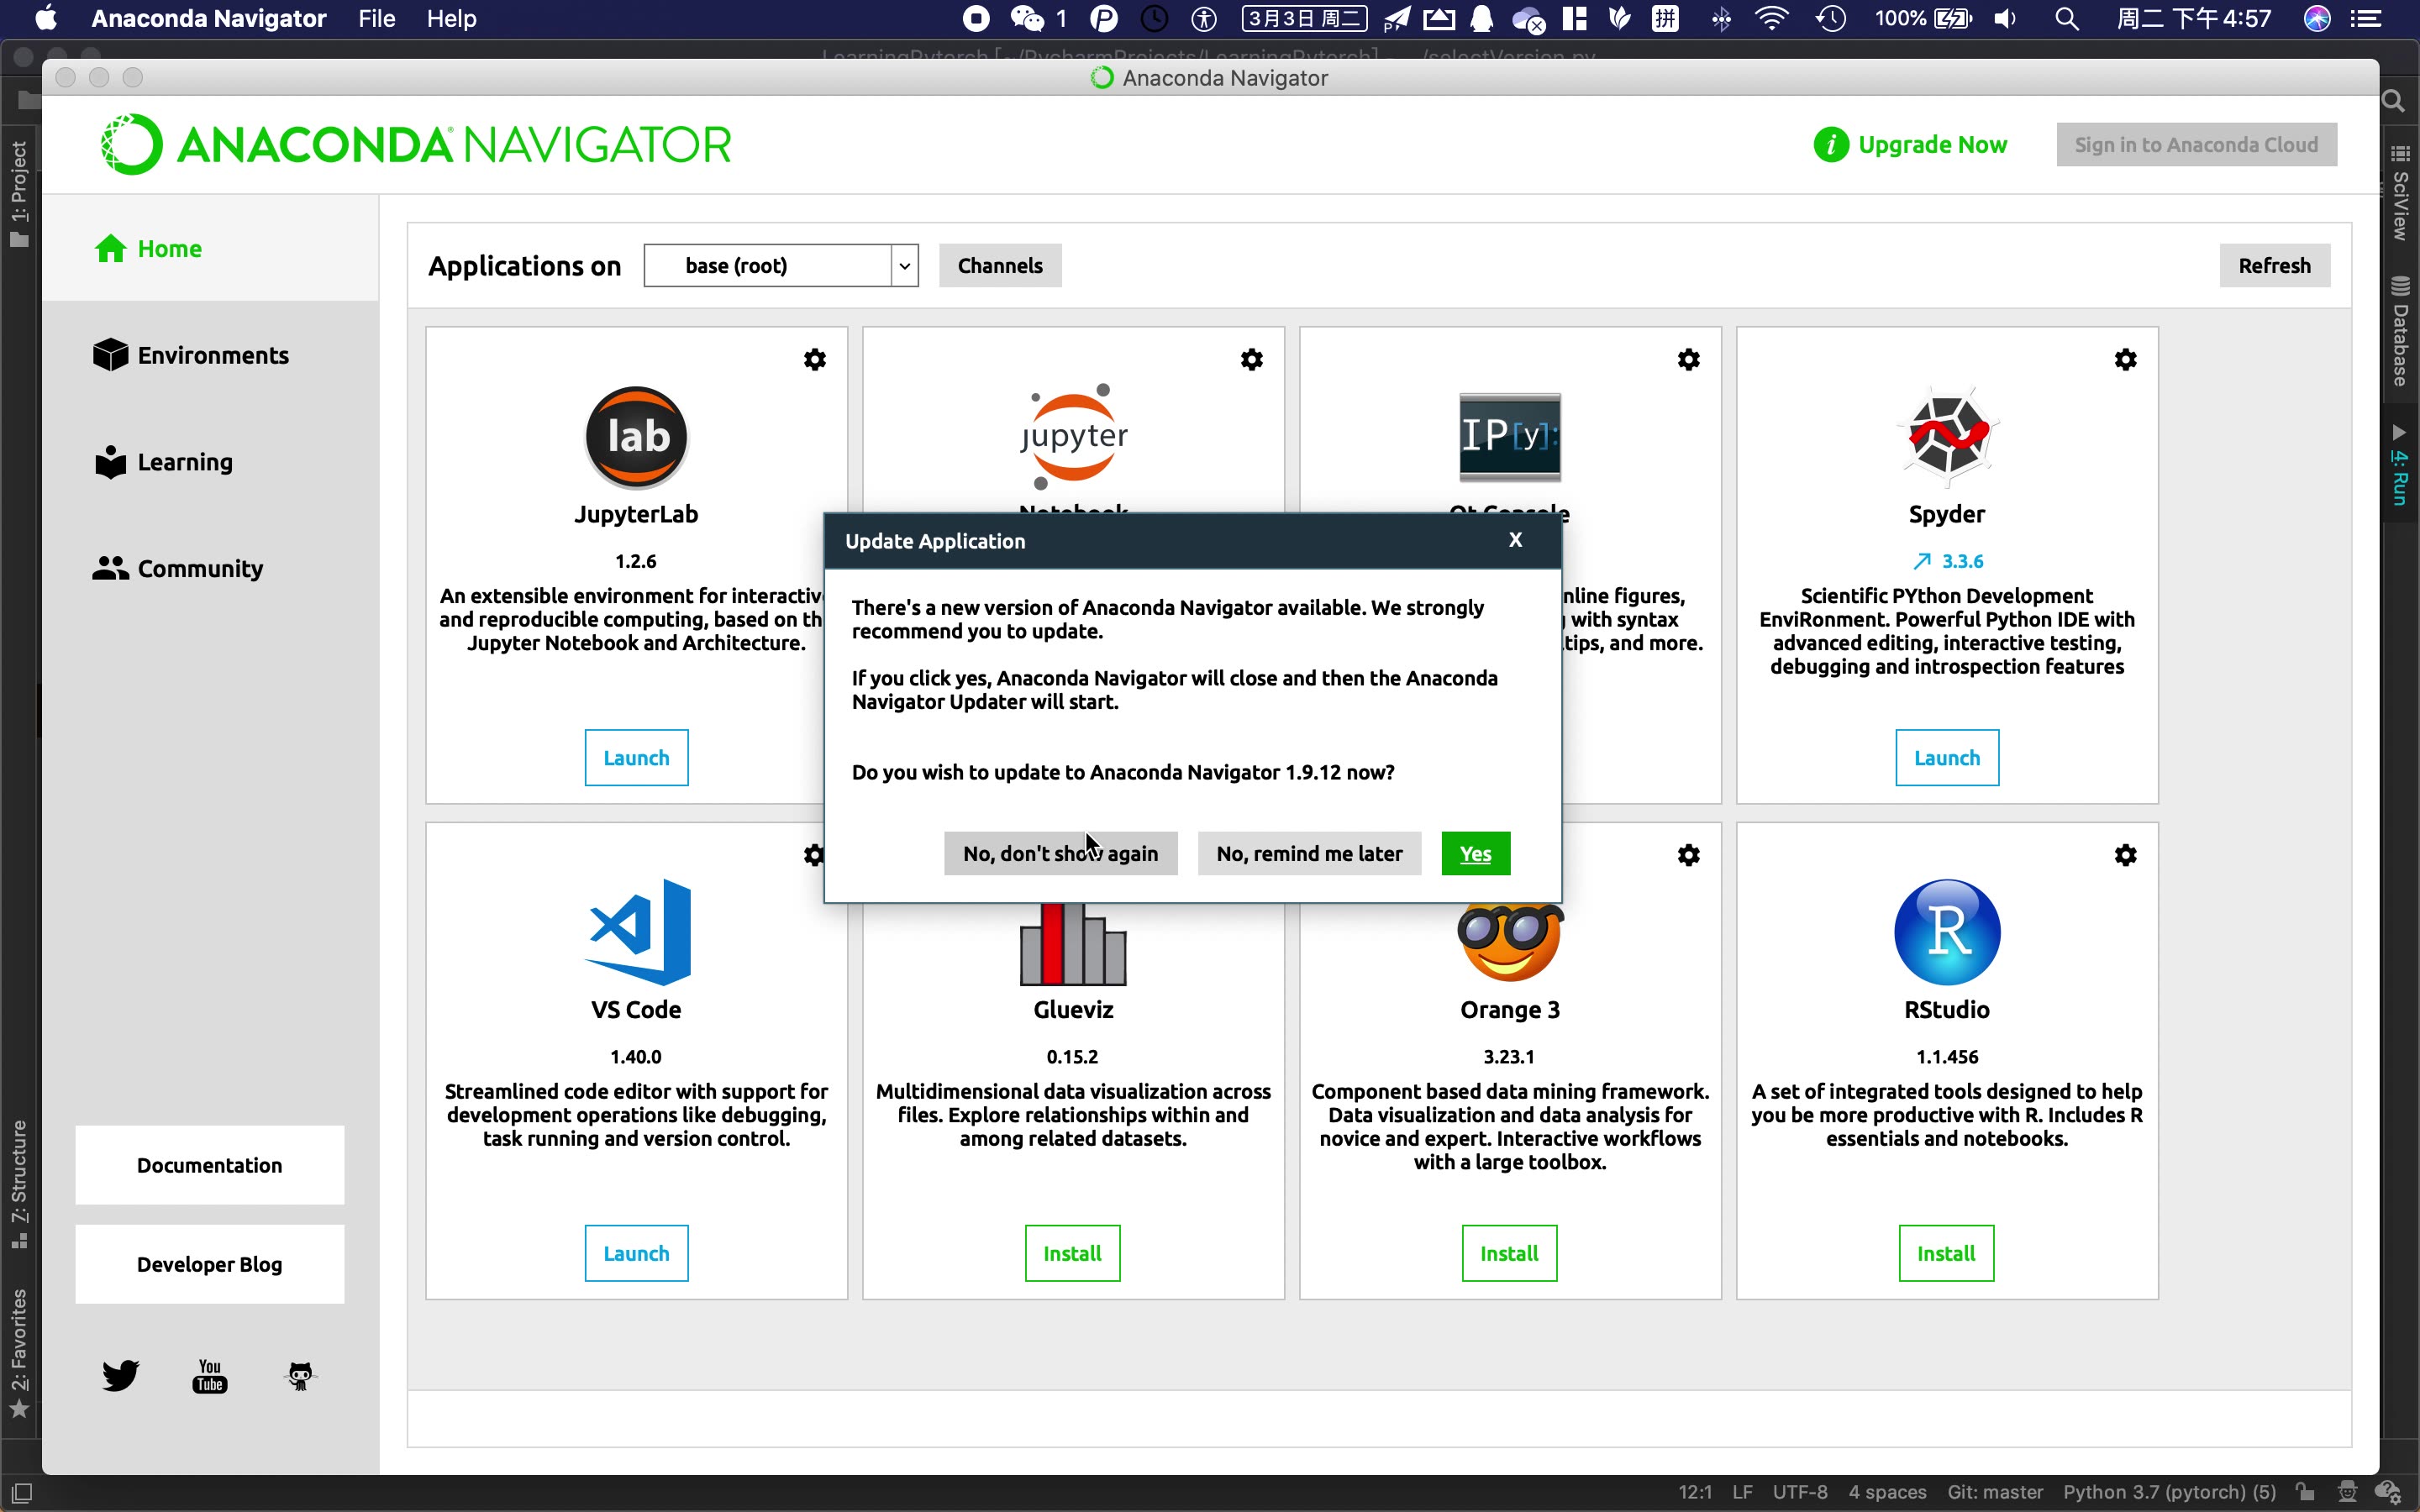 Anaconda Navigator File Help
1
3月3日 周二
拼
100%
周二 下午4:57
Anaconda Navigator
ANACONDA NAVIGATOR
Upgrade Now
Sign in to Anaconda Cloud
1: Project
SciView
Database
4: Run
Home
Environments
Learning
Community
Applications on
base (root)
Channels
Refresh
lab
JupyterLab
1.2.6
An extensible environment for interactiv
and reproducible computing, based on th
Jupyter Notebook and Architecture.
Launch
jupyter
Notebook
IP[y]:
Qt Console
nline figures,
with syntax
tips, and more.
Spyder
3.3.6
Scientific PYthon Development
EnviRonment. Powerful Python IDE with
advanced editing, interactive testing,
debugging and introspection features
Launch
Update Application
X
There's a new version of Anaconda Navigator available. We strongly
recommend you to update.
If you click yes, Anaconda Navigator will close and then the Anaconda
Navigator Updater will start.
Do you wish to update to Anaconda Navigator 1.9.12 now?
No, don't show again
No, remind me later
Yes
VS Code
1.40.0
Streamlined code editor with support for
development operations like debugging,
task running and version control.
Launch
Glueviz
0.15.2
Multidimensional data visualization across
files. Explore relationships within and
among related datasets.
Install
Orange 3
3.23.1
Component based data mining framework.
Data visualization and data analysis for
novice and expert. Interactive workflows
with a large toolbox.
Install
R
RStudio
1.1.456
A set of integrated tools designed to help
you be more productive with R. Includes R
essentials and notebooks.
Install
Documentation
Developer Blog
You
Tube
7: Structure
2: Favorites
12:1 LF UTF-8 4 spaces Git: master Python 3.7 (pytorch) (5)